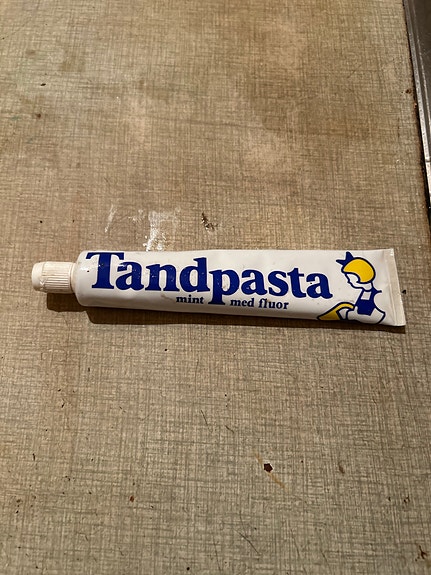 Tandpasta
mint med fluor